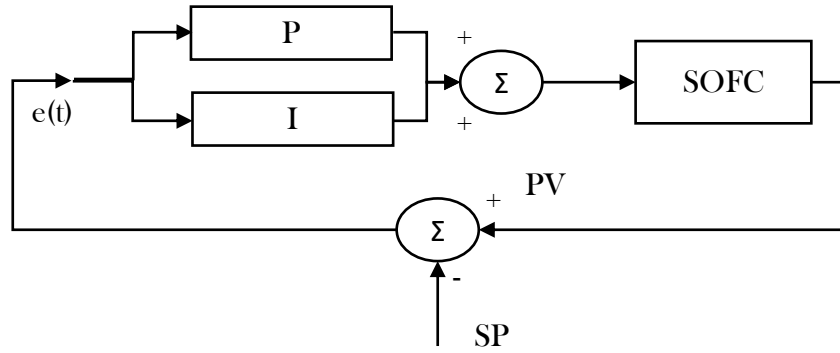 P
+
Σ
SOFC
e(t)
I
+
PV
+
Σ
-
SP